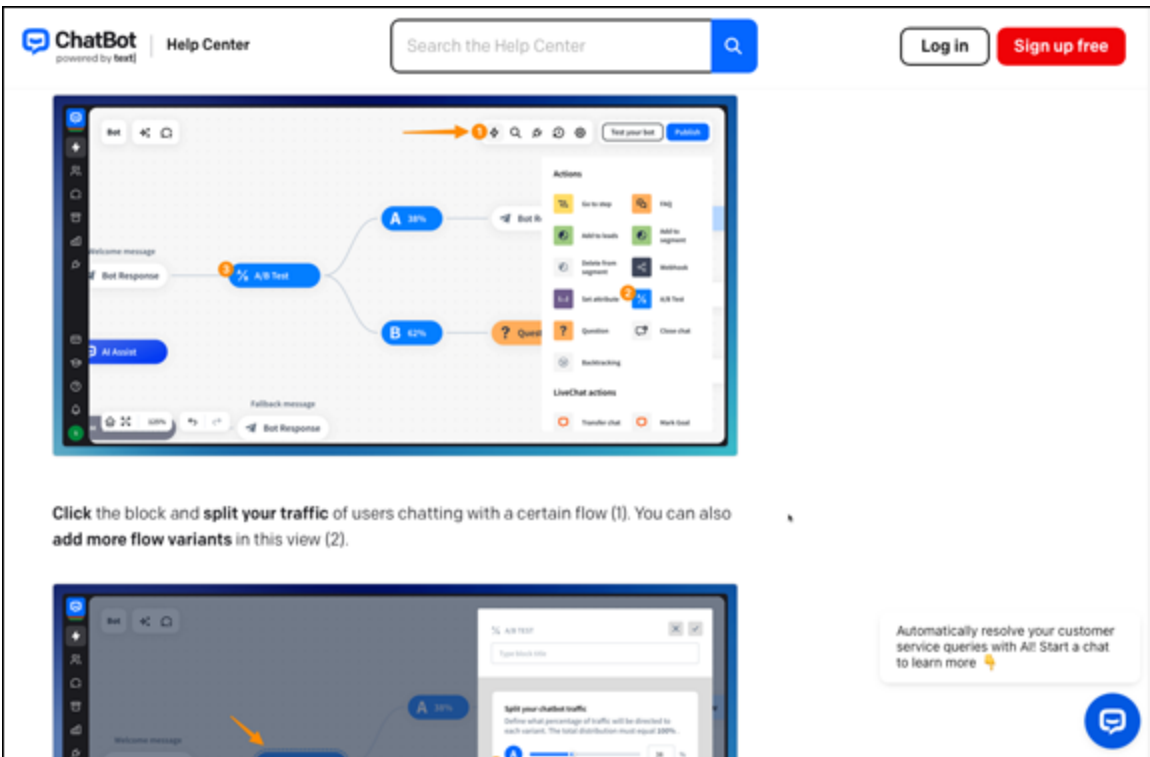 ChatBot
powered by text|
Help Center
Search the Help Center
Log in
Sign up free
Bot
1
Test your bot
Publish
Actions
Go to step
FAQ
Add to leads
Add to segment
Delete from segment
Webhook
Set attribute
2
A/B Test
Question
Close chat
Backtracking
LiveChat actions
Transfer chat
Mark Goal
A 38%
Bot R
Welcome message
Bot Response
3
A/B Test
B 62%
? Quest
AI Assist
Fallback message
Bot Response
Click the block and split your traffic of users chatting with a certain flow (1). You can also
add more flow variants in this view (2).
Bot
A/B TEST
Type block title
A 38%
Split your chatbot traffic
Define what percentage of traffic will be directed to
each variant. The total distribution must equal 100%.
Welcome message
A
%
Automatically resolve your customer
service queries with AI! Start a chat
to learn more 👇